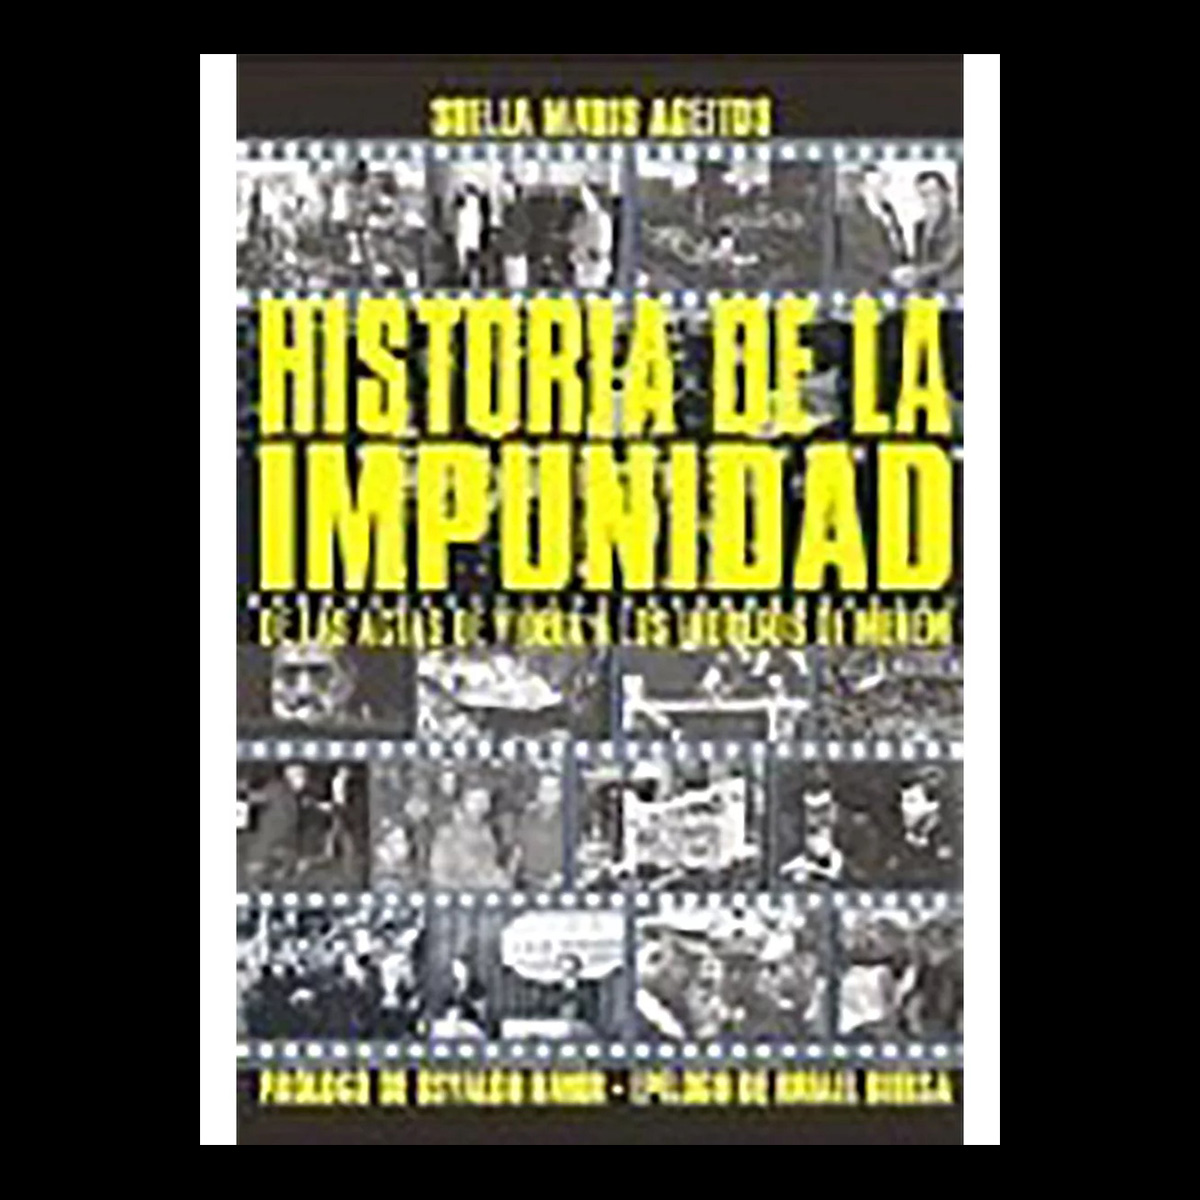 STELLA MARIS AGEITOS
HISTORIA DE LA
IMPUNIDAD
DE LAS ACTAS DE VIDELA A LOS INDULTOS DE MENEM
PRÓLOGO DE OSVALDO BAYER • EPÍLOGO DE